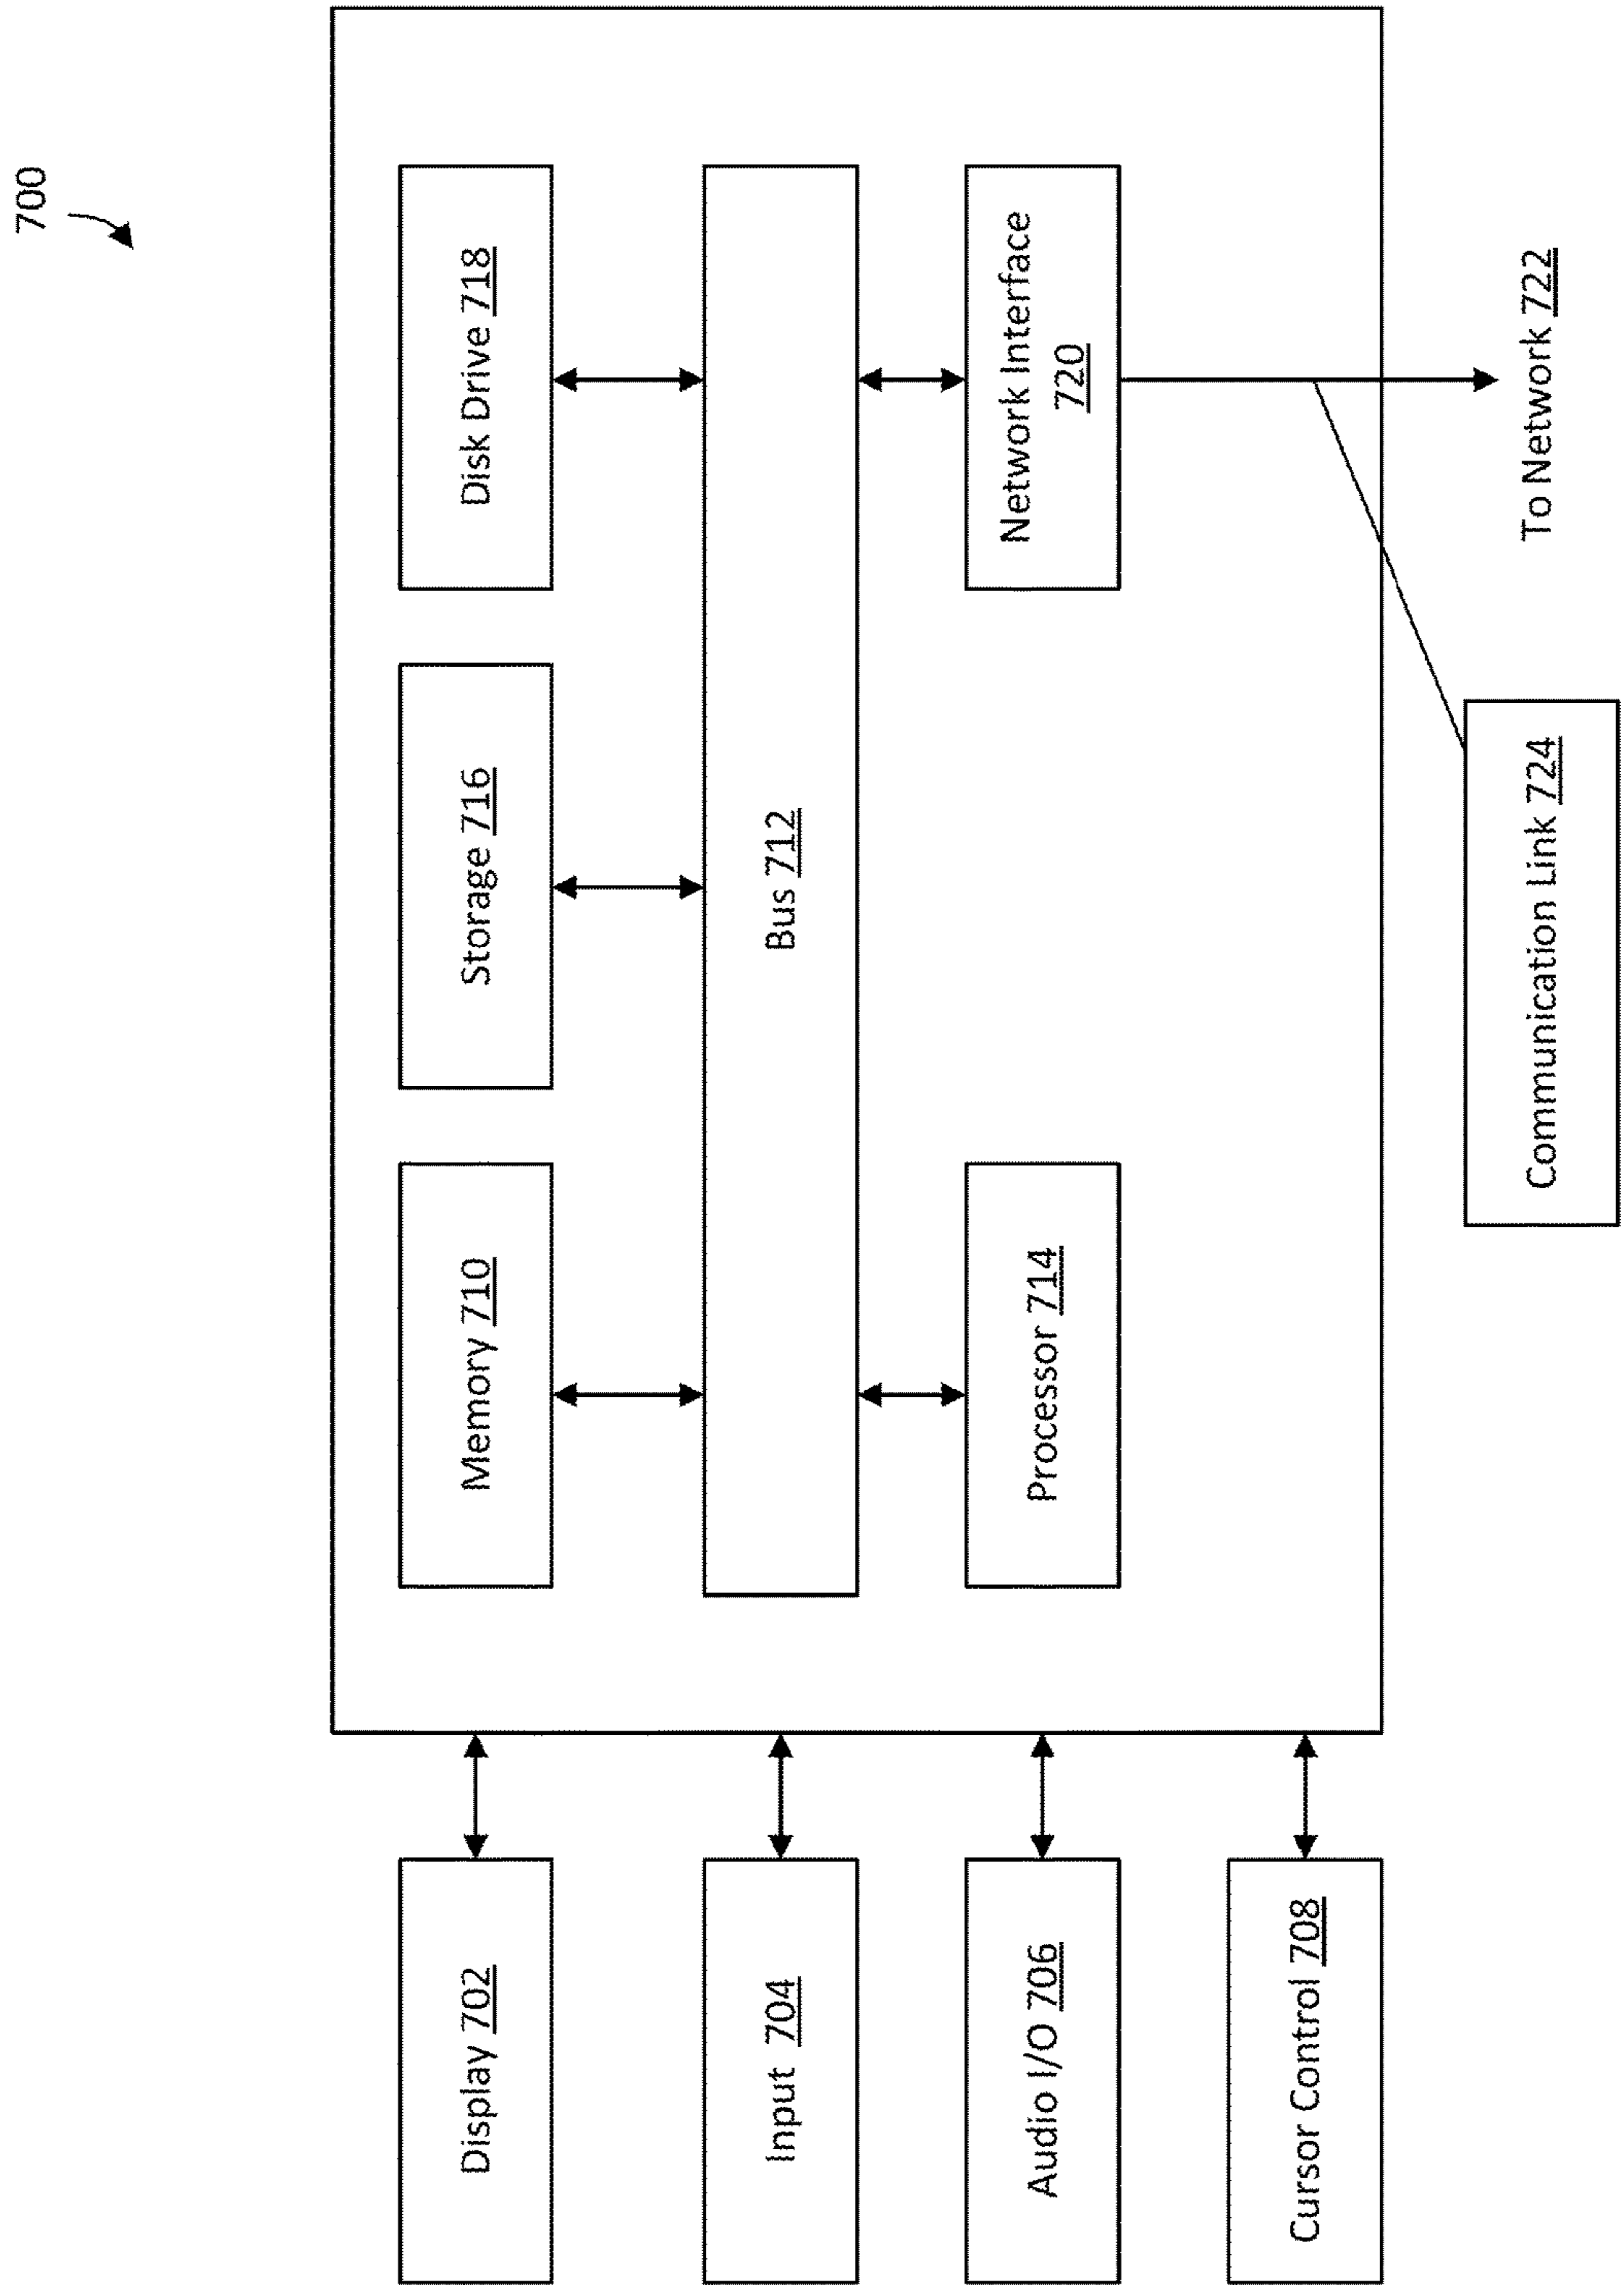 700
Display 702
Input 704
Audio I/O 706
Cursor Control 708
Memory 710
Storage 716
Disk Drive 718
Bus 712
Processor 714
Network Interface
720
Communication Link 724
To Network 722